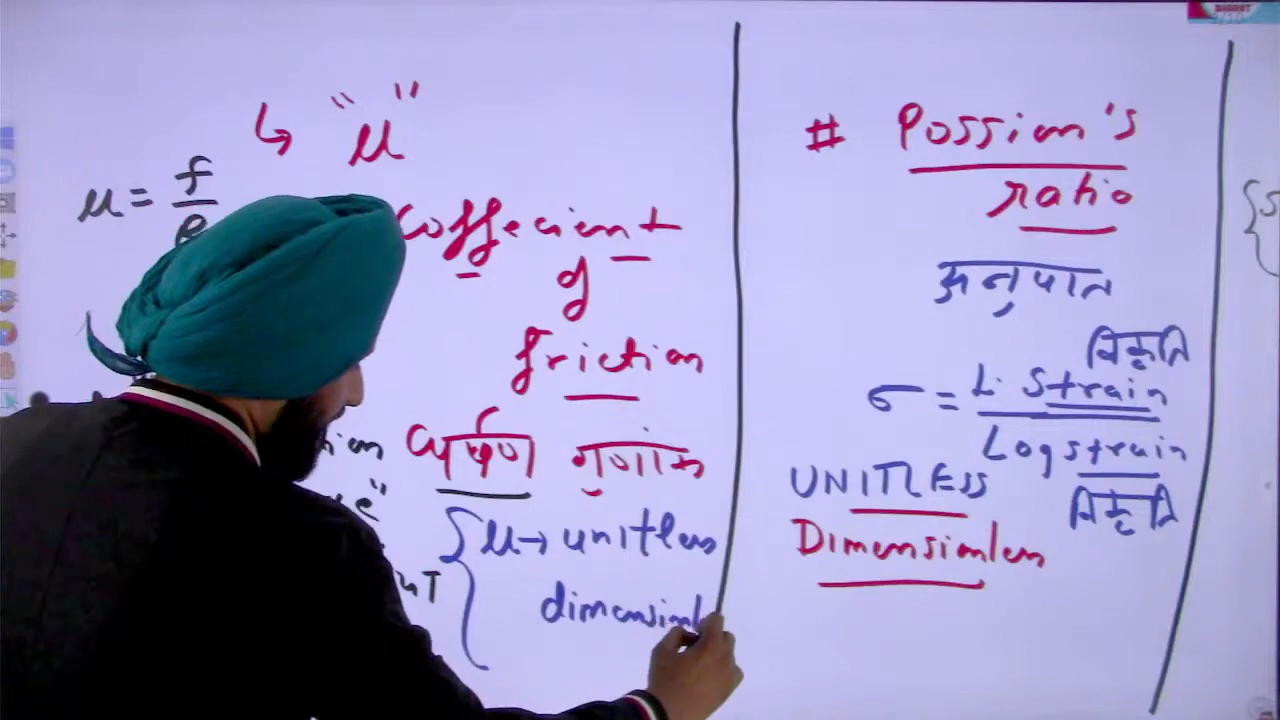 ↳ "μ"
μ = f
Coffecient
of
friction
घर्षण गुणांक
{ μ → unitless
dimensionl
# Possion's
ratio
अनुपात
विकृति
σ = L. Strain
Log strain
विकृति
UNITLESS
Dimensionless